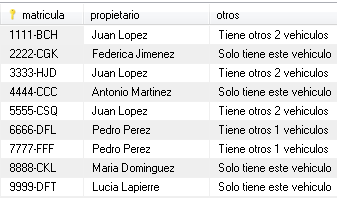 matricula propietario otros
1111-BCH Juan Lopez Tiene otros 2 vehiculos
2222-CGK Federica Jimenez Solo tiene este vehiculo
3333-HJD Juan Lopez Tiene otros 2 vehiculos
4444-CCC Antonio Martinez Solo tiene este vehiculo
5555-CSQ Juan Lopez Tiene otros 2 vehiculos
6666-DFL Pedro Perez Tiene otros 1 vehiculos
7777-FFF Pedro Perez Tiene otros 1 vehiculos
8888-CKL Maria Dominguez Solo tiene este vehiculo
9999-DFT Lucia Lapierre Solo tiene este vehiculo